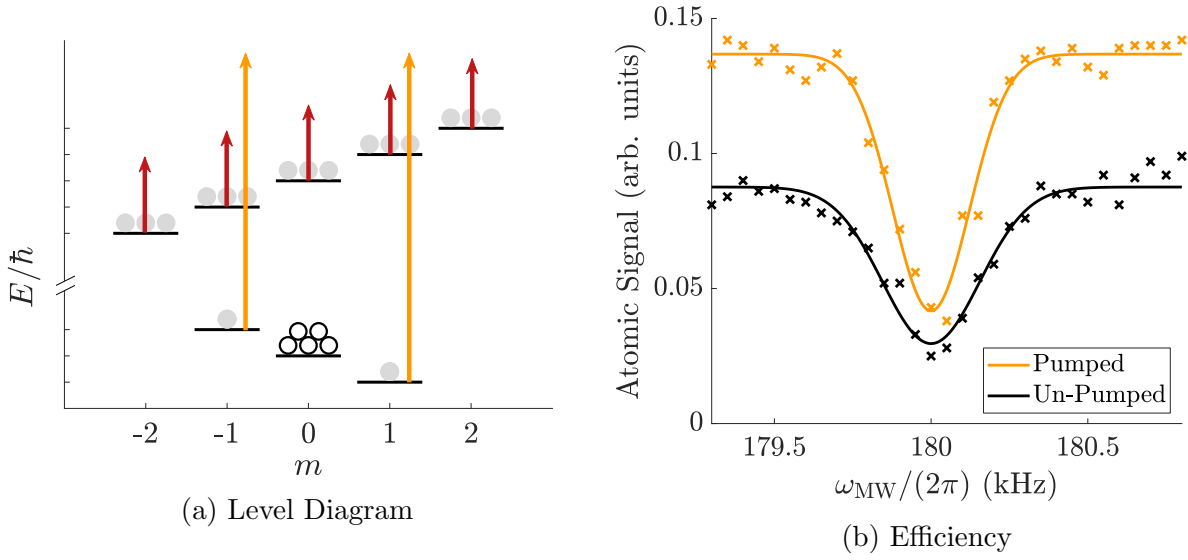 E/ħ
-2 -1 0 1 2
m
(a) Level Diagram
Atomic Signal (arb. units)
0.15
0.1
0.05
0
Pumped
Un-Pumped
179.5 180 180.5
ω_MW/(2π) (kHz)
(b) Efficiency